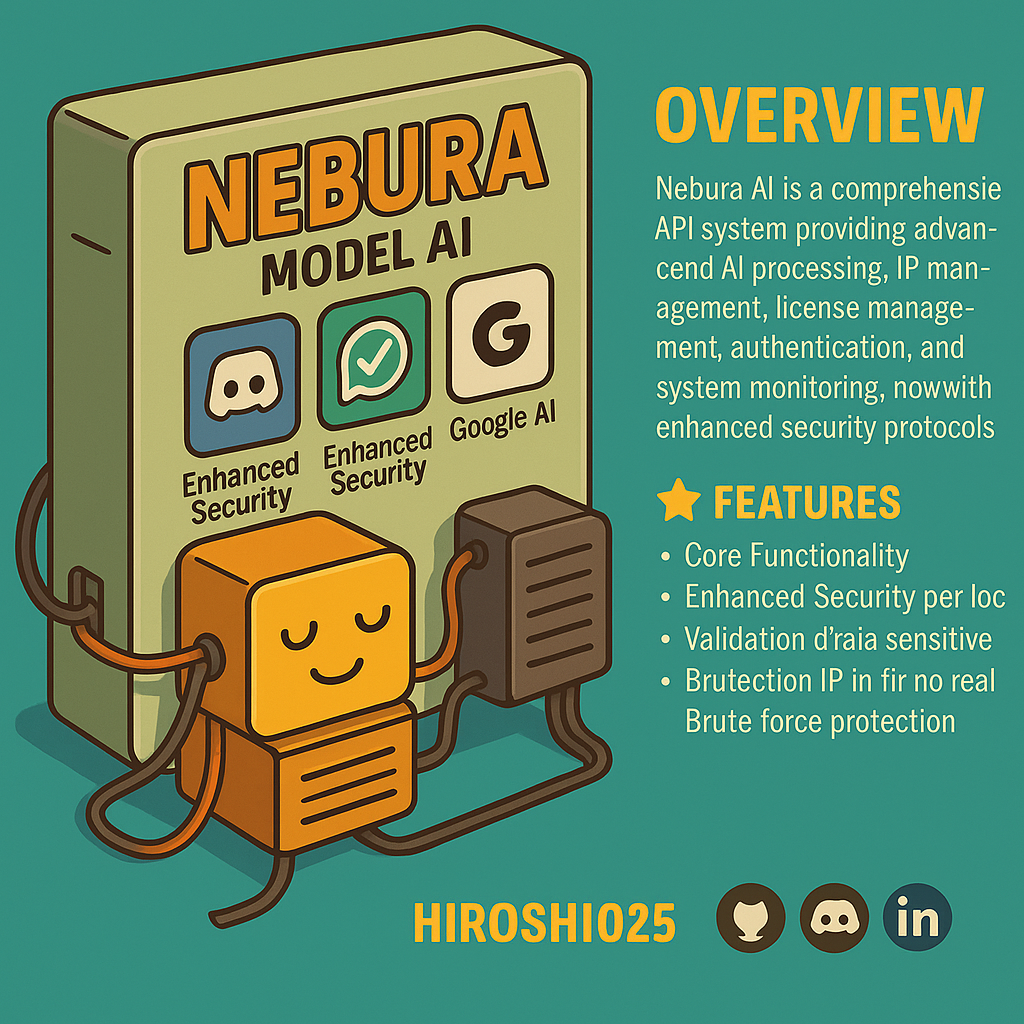 NEBURA
MODEL AI
Enhanced
Security
Enhanced
Security
Google AI
OVERVIEW
Nebura AI is a comprehensie
API system providing advan-
cend AI processing, IP man-
agement, license manage-
ment, authentication, and
system monitoring, nowwith
enhanced security protocols
FEATURES
• Core Functionality
• Enhanced Security per loc
• Validation d'raia sensitive
• Brutection IP in fir no real
Brute force protection
HIROSHI025
in